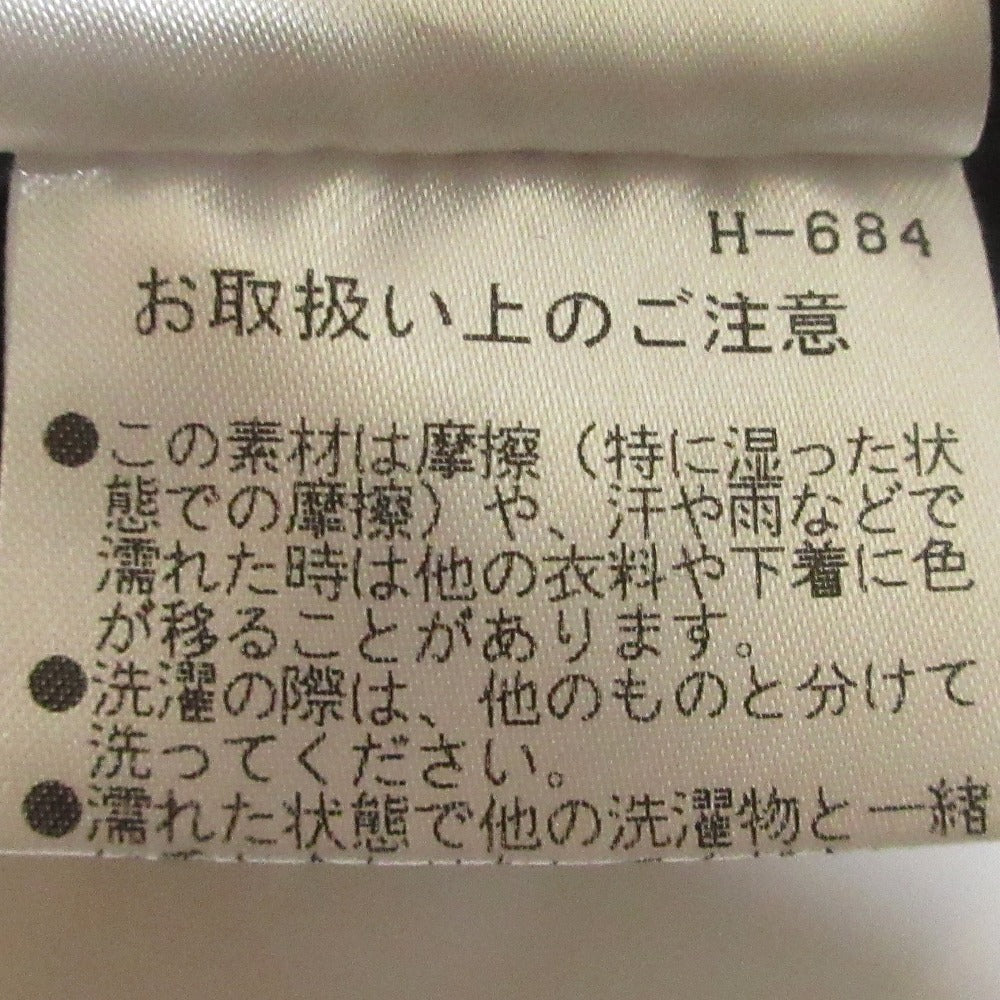 H-684
お取扱い上のご注意
●この素材は摩擦（特に湿った状
態での摩擦）や、汗や雨などで
濡れた時は他の衣料や下着に色
が移ることがあります。
●洗濯の際は、他のものと分けて
洗ってください。
●濡れた状態で他の洗濯物と一緒